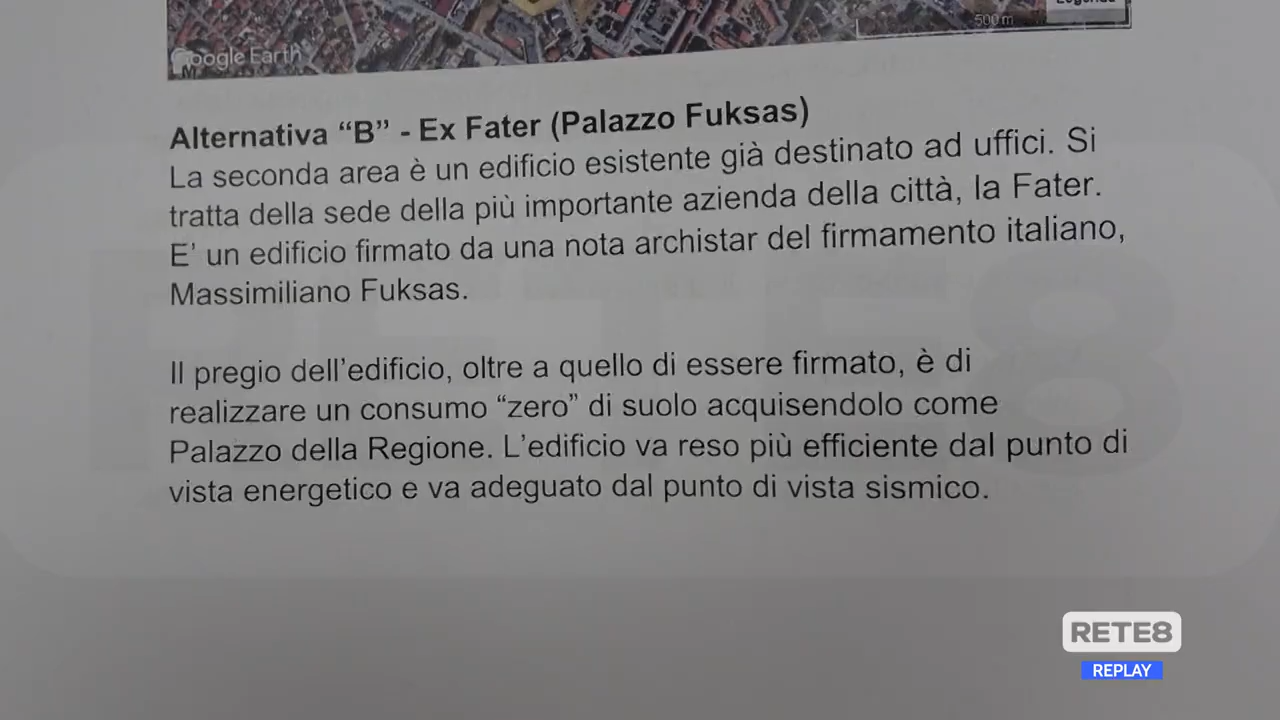 Google Earth
500 m
Alternativa “B” - Ex Fater (Palazzo Fuksas)
La seconda area è un edificio esistente già destinato ad uffici. Si
tratta della sede della più importante azienda della città, la Fater.
E’ un edificio firmato da una nota archistar del firmamento italiano,
Massimiliano Fuksas.
Il pregio dell’edificio, oltre a quello di essere firmato, è di
realizzare un consumo “zero” di suolo acquisendolo come
Palazzo della Regione. L’edificio va reso più efficiente dal punto di
vista energetico e va adeguato dal punto di vista sismico.
RETE8
RETE8
REPLAY